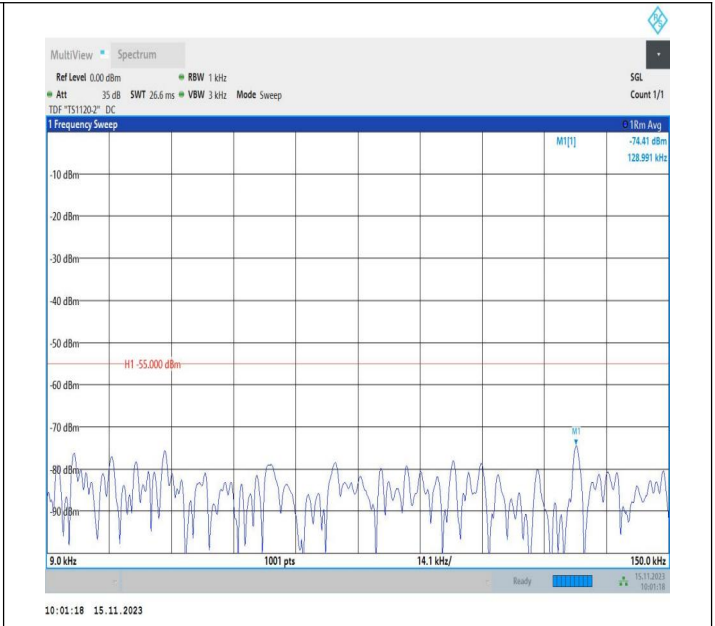 MultiView Spectrum
Ref Level 0.00 dBm RBW 1 kHz SGL
Att 35 dB SWT 26.6 ms VBW 3 kHz Mode Sweep Count 1/1
TDF "TS1120-2" DC
1 Frequency Sweep 1Rm Avg
M1[1] -74.41 dBm
128.991 kHz
-10 dBm
-20 dBm
-30 dBm
-40 dBm
-50 dBm
H1 -55.000 dBm
-60 dBm
-70 dBm
M1
-80 dBm
-90 dBm
9.0 kHz 1001 pts 14.1 kHz/ 150.0 kHz
Ready 15.11.2023
10:01:18
10:01:18 15.11.2023